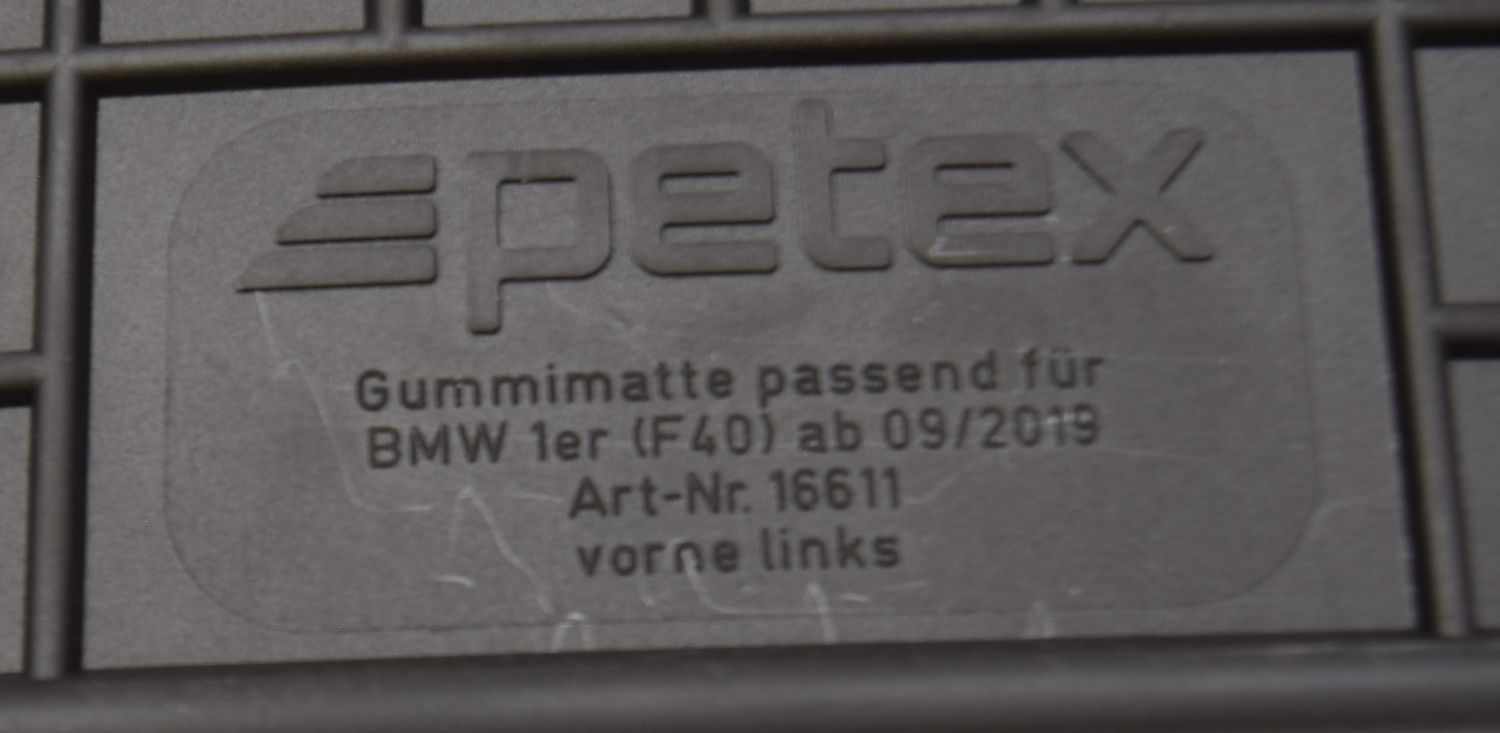 petex
Gummimatte passend für
BMW 1er (F40) ab 09/2019
Art-Nr. 16611
vorne links